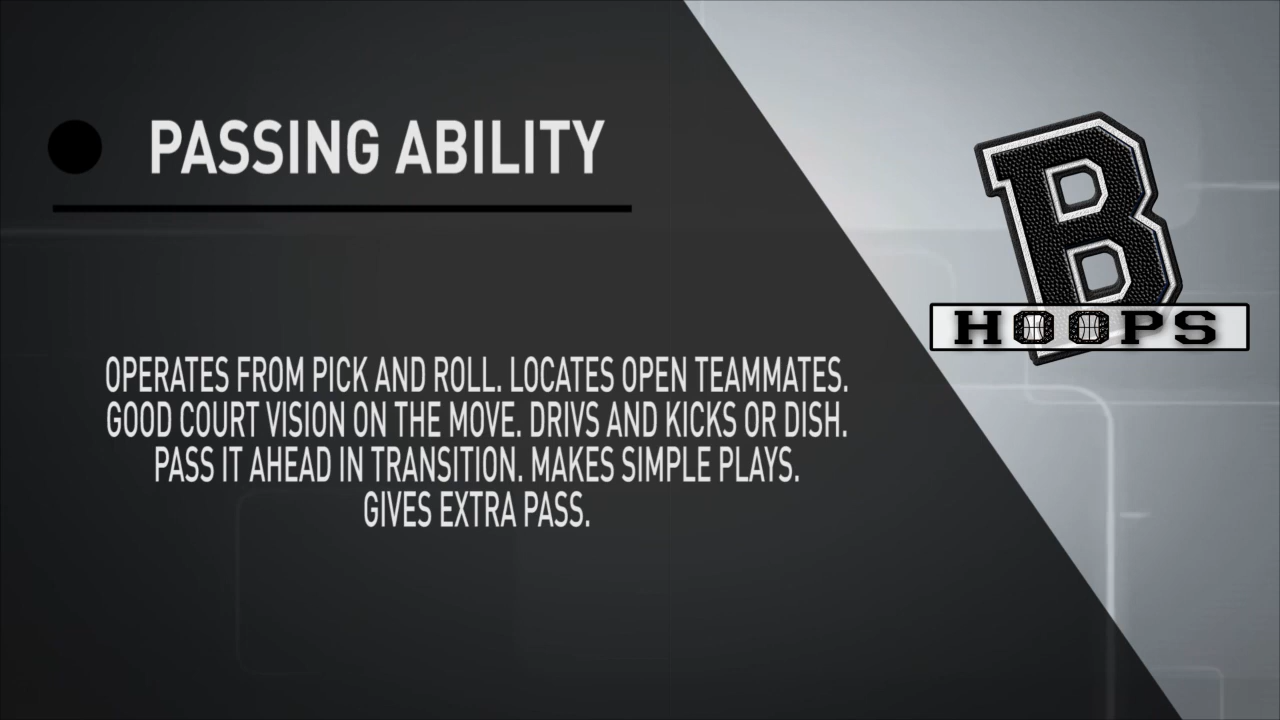 PASSING ABILITY
OPERATES FROM PICK AND ROLL. LOCATES OPEN TEAMMATES.
GOOD COURT VISION ON THE MOVE. DRIVS AND KICKS OR DISH.
PASS IT AHEAD IN TRANSITION. MAKES SIMPLE PLAYS.
GIVES EXTRA PASS.
B
HOOPS